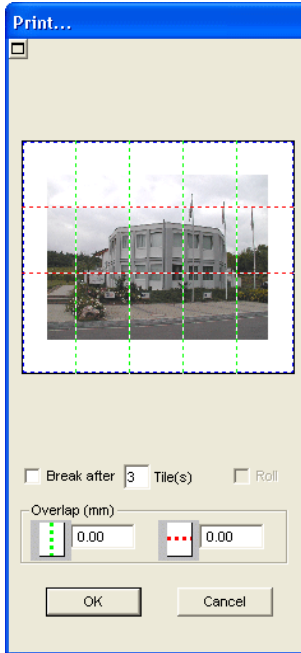 Print...
Break after 3 Tile(s) Roll
Overlap (mm)
0.00 0.00
OK Cancel